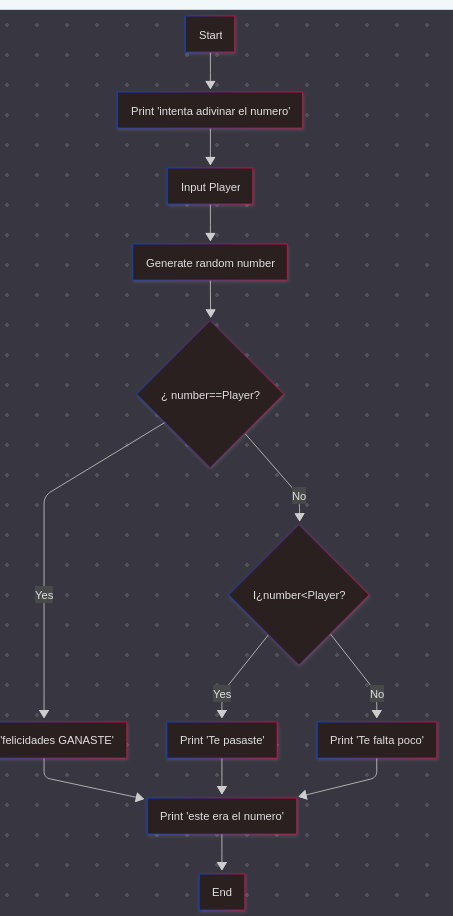 Start
Print 'intenta adivinar el numero'
Input Player
Generate random number
¿ number==Player?
No
Yes
I¿number<Player?
Yes
No
'felicidades GANASTE'
Print 'Te pasaste'
Print 'Te falta poco'
Print 'este era el numero'
End